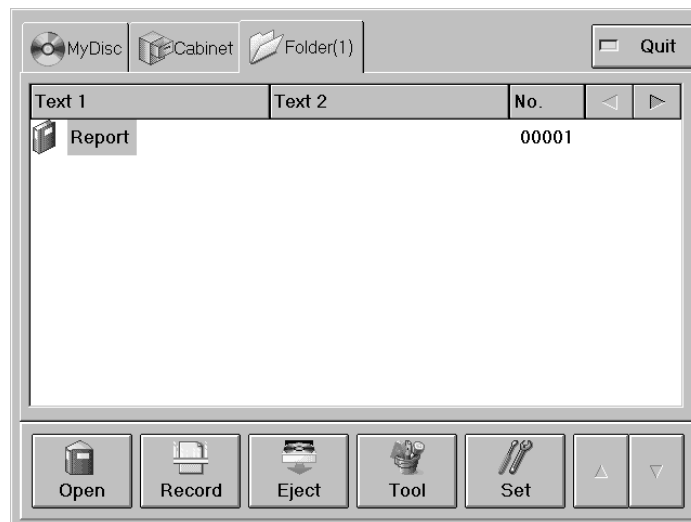 MyDisc Cabinet Folder(1) Quit
Text 1 Text 2 No.
Report 00001
Open Record Eject Tool Set